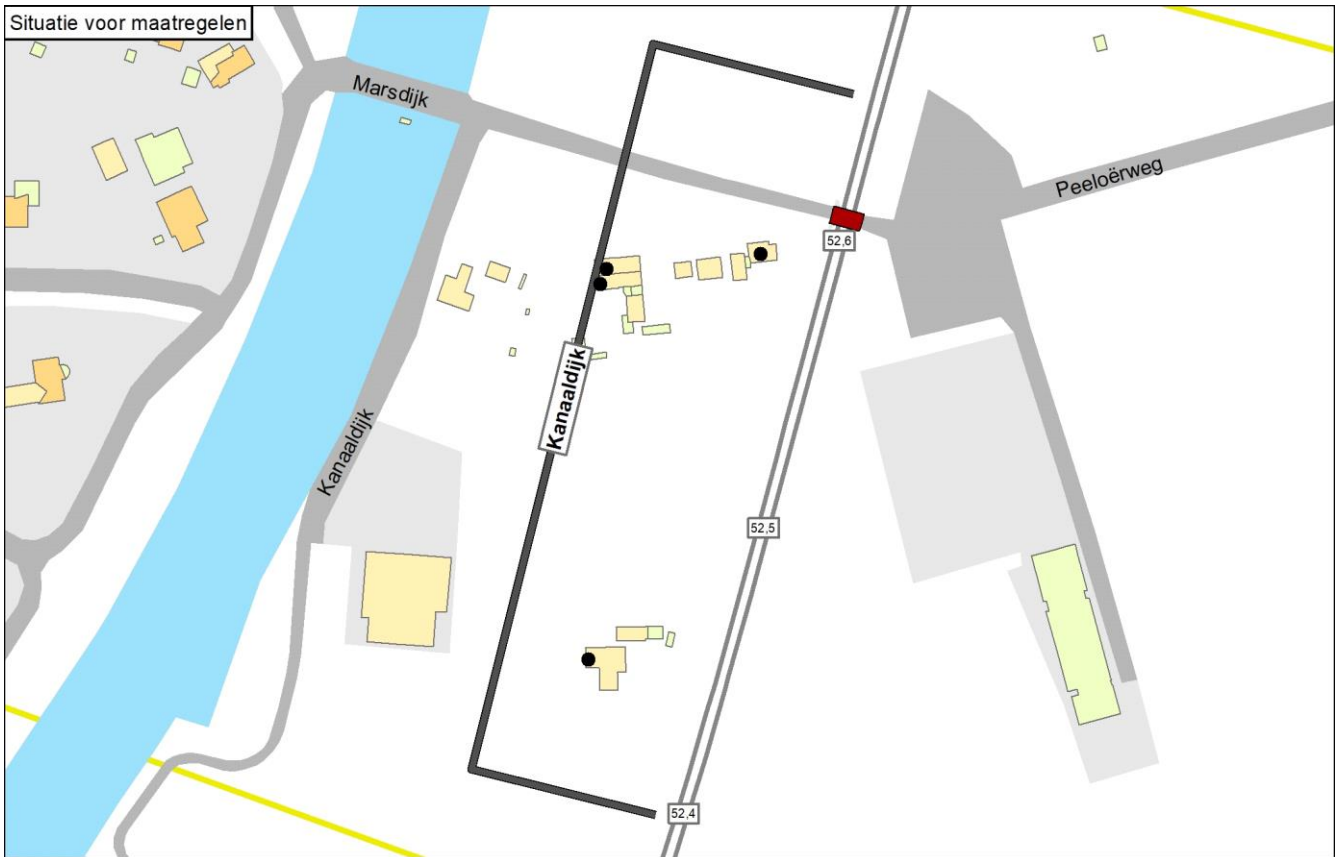 Situatie voor maatregelen
Marsdijk
Peeloërweg
52,6
Kanaaldijk
Kanaaldijk
52,5
52,4